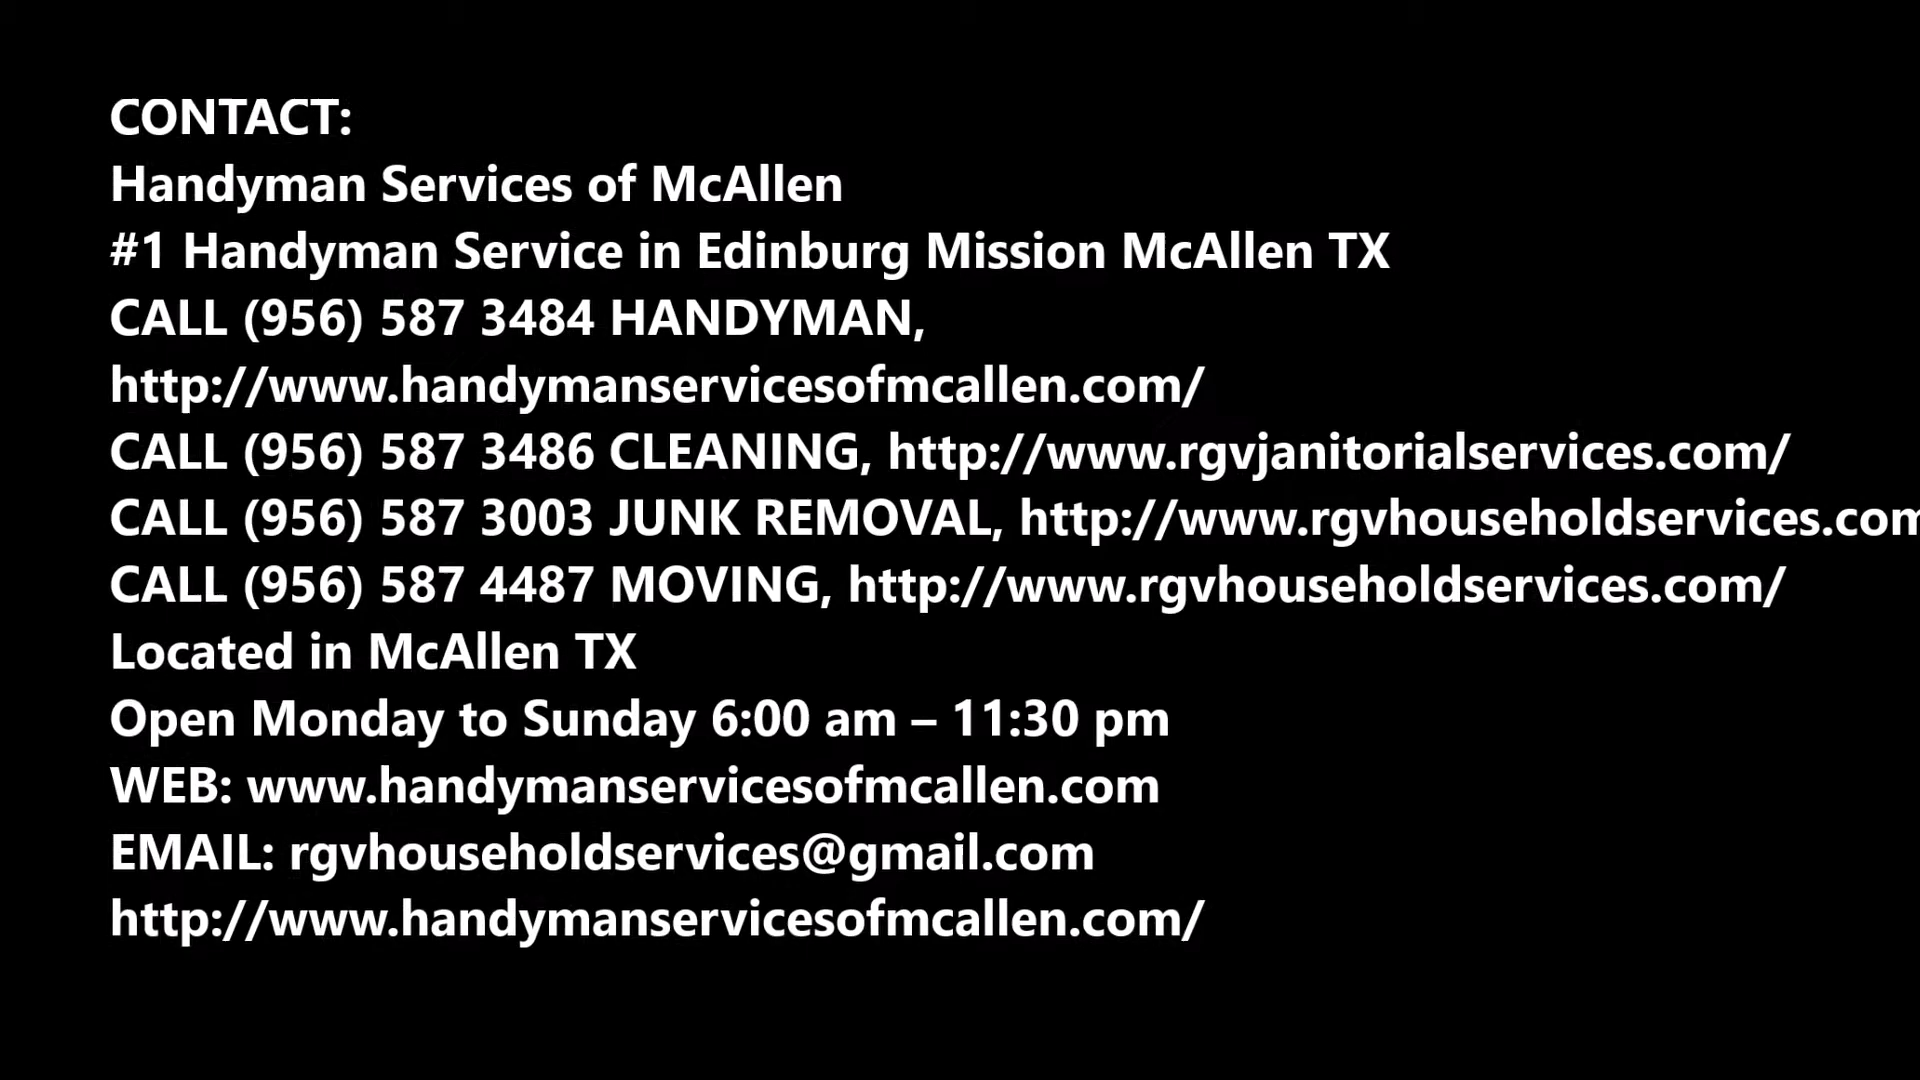 CONTACT:
Handyman Services of McAllen
#1 Handyman Service in Edinburg Mission McAllen TX
CALL (956) 587 3484 HANDYMAN,
http://www.handymanservicesofmcallen.com/
CALL (956) 587 3486 CLEANING, http://www.rgvjanitorialservices.com/
CALL (956) 587 3003 JUNK REMOVAL, http://www.rgvhouseholdservices.com
CALL (956) 587 4487 MOVING, http://www.rgvhouseholdservices.com/
Located in McAllen TX
Open Monday to Sunday 6:00 am – 11:30 pm
WEB: www.handymanservicesofmcallen.com
EMAIL: rgvhouseholdservices@gmail.com
http://www.handymanservicesofmcallen.com/